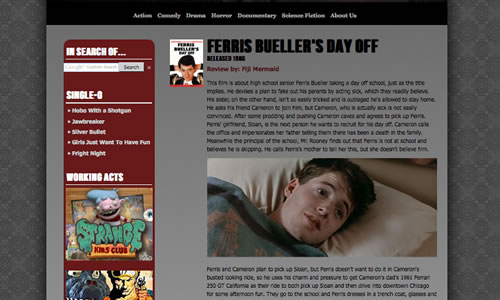 Action Comedy Drama Horror Documentary Science Fiction About Us
IN SEARCH OF...
Search
SINGLE-O
Hobo With a Shotgun
Jawbreaker
Silver Bullet
Girls Just Want To Have Fun
Fright Night
WORKING ACTS
STRANGE
KIDS CLUB
FERRIS BUELLER'S DAY OFF
RELEASED 1986
Review by: Fiji Mermaid
This film is about high school senior Ferris Bueller taking a day off school, just as the title
implies. He devises a plan to fake out his parents by acting sick, which they readily believe.
His sister, on the other hand, isn't so easily tricked and is outraged he's allowed to stay home.
He asks his friend Cameron to join him, but Cameron, who is actually sick is not easily
convinced. After some prodding and pushing Cameron caves and agrees to pick up Ferris.
Ferris' girlfriend, Sloan, is the next person he wants to recruit for his day off. Cameron calls
the office and impersonates her father telling them there has been a death in the family.
Meanwhile the principal of the school, Mr. Rooney finds out that Ferris is not at school and
believes he is skipping. He calls Ferris's mother to tell her this, but she doesn't believe him.
Ferris and Cameron plan to pick up Sloan, but Ferris doesn't want to do it in Cameron's
busted looking ride, so he uses his charm and pressure to get Cameron's dad's 1961 Ferrari
250 GT California as their ride to both pick up Sloan and then drive into downtown Chicago
for some afternoon fun. They go to the school and Ferris dresses in a trench coat, glasses and